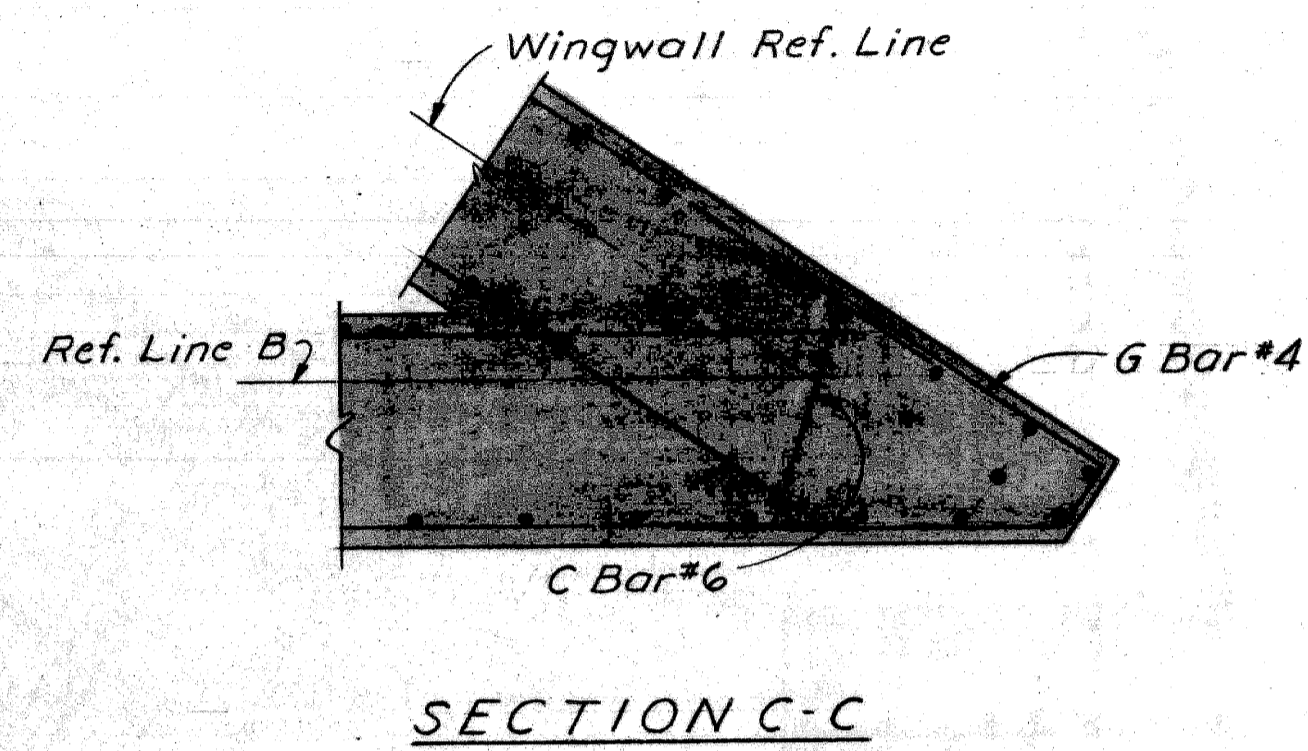 Wingwall Ref. Line
Ref. Line B
G Bar #4
C Bar #6
SECTION C-C